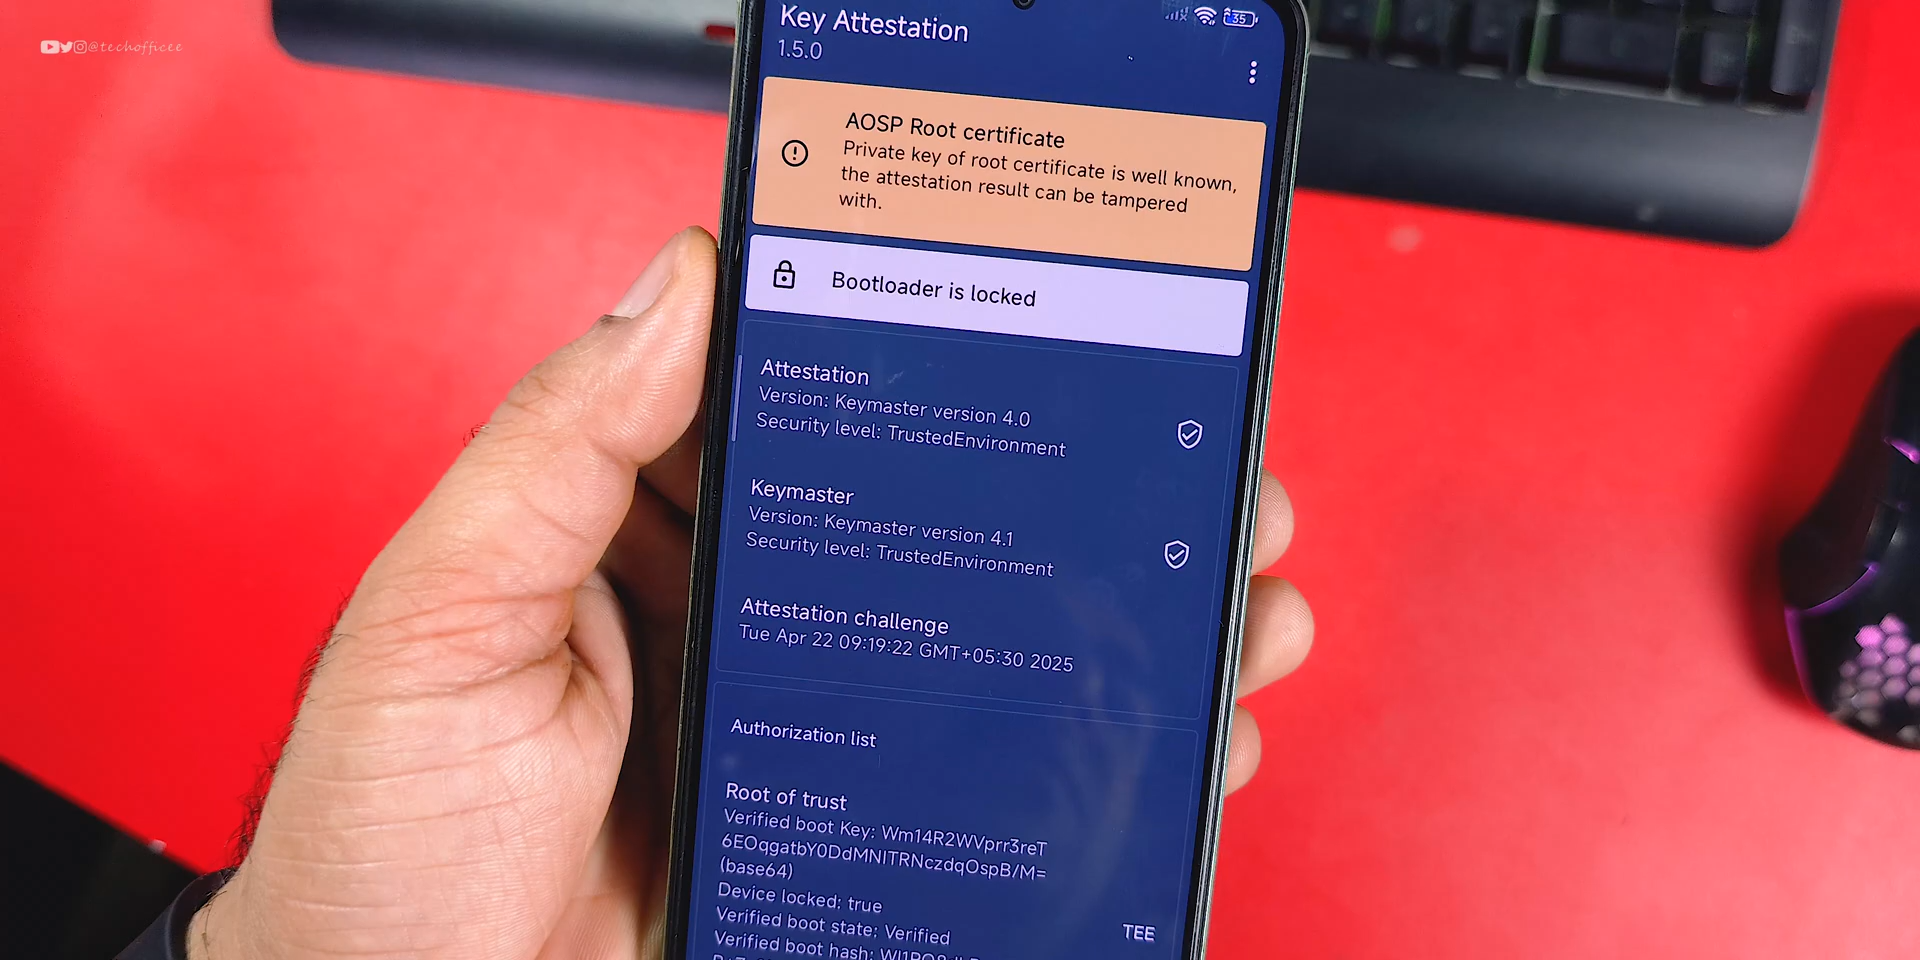 @techofficee
35
Key Attestation
1.5.0
AOSP Root certificate
Private key of root certificate is well known,
the attestation result can be tampered
with.
Bootloader is locked
Attestation
Version: Keymaster version 4.0
Security level: TrustedEnvironment
Keymaster
Version: Keymaster version 4.1
Security level: TrustedEnvironment
Attestation challenge
Tue Apr 22 09:19:22 GMT+05:30 2025
Authorization list
Root of trust
Verified boot Key: Wm14R2WVprr3reT
6EOqgatbY0DdMNITRNczdqOspB/M=
(base64)
Device locked: true
Verified boot state: Verified
TEE
Verified boot hash: